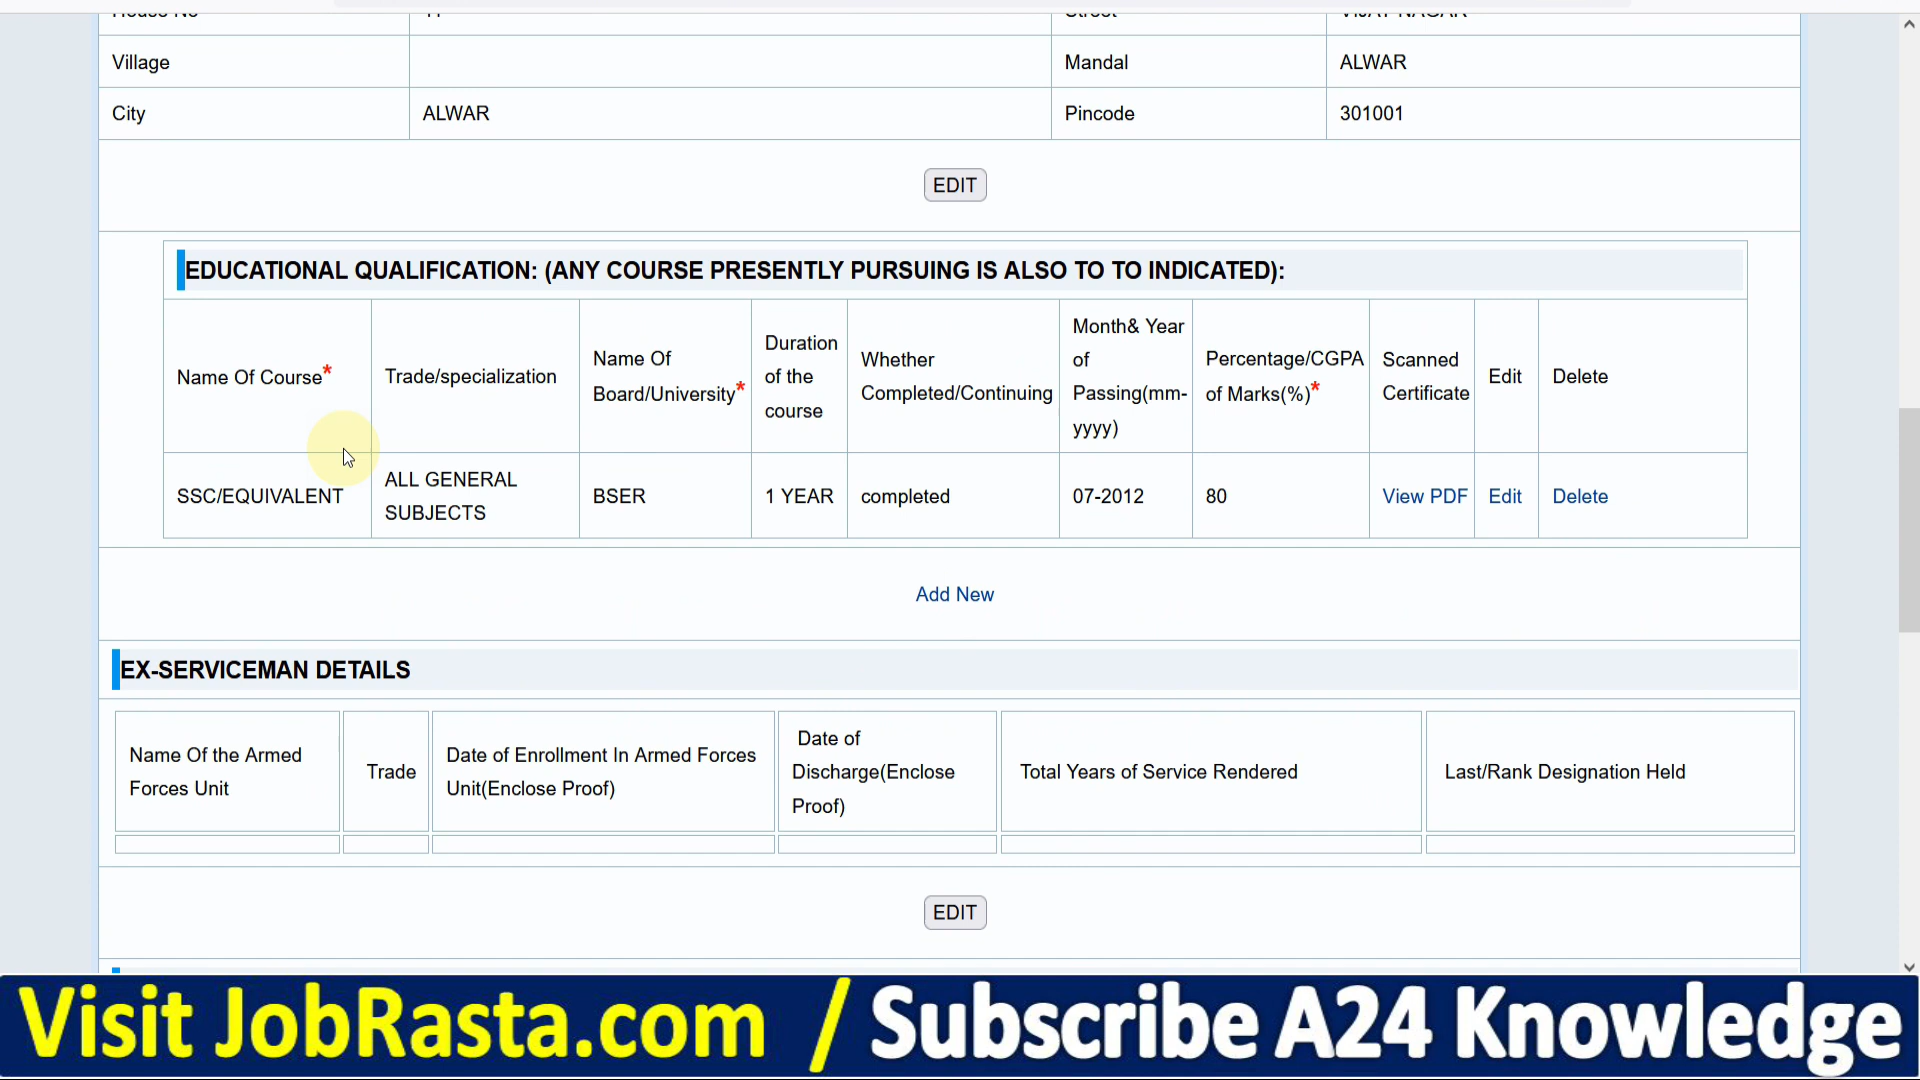 Village ALWAR Mandal
City ALWAR Pincode 301001
EDIT
EDUCATIONAL QUALIFICATION: (ANY COURSE PRESENTLY PURSUING IS ALSO TO TO INDICATED):
Name Of Course*
Trade/specialization
Name Of
Board/University*
Duration
of the
course
Whether
Completed/Continuing
Month& Year
of
Passing(mm-
yyyy)
Percentage/CGPA
of Marks(%)*
Scanned
Certificate
Edit
Delete
SSC/EQUIVALENT
ALL GENERAL
SUBJECTS
BSER
1 YEAR
completed
07-2012
80
View PDF
Edit
Delete
Add New
EX-SERVICEMAN DETAILS
Name Of the Armed
Forces Unit
Trade
Date of Enrollment In Armed Forces
Unit(Enclose Proof)
Date of
Discharge(Enclose
Proof)
Total Years of Service Rendered
Last/Rank Designation Held
EDIT
Visit JobRasta.com / Subscribe A24 Knowledge